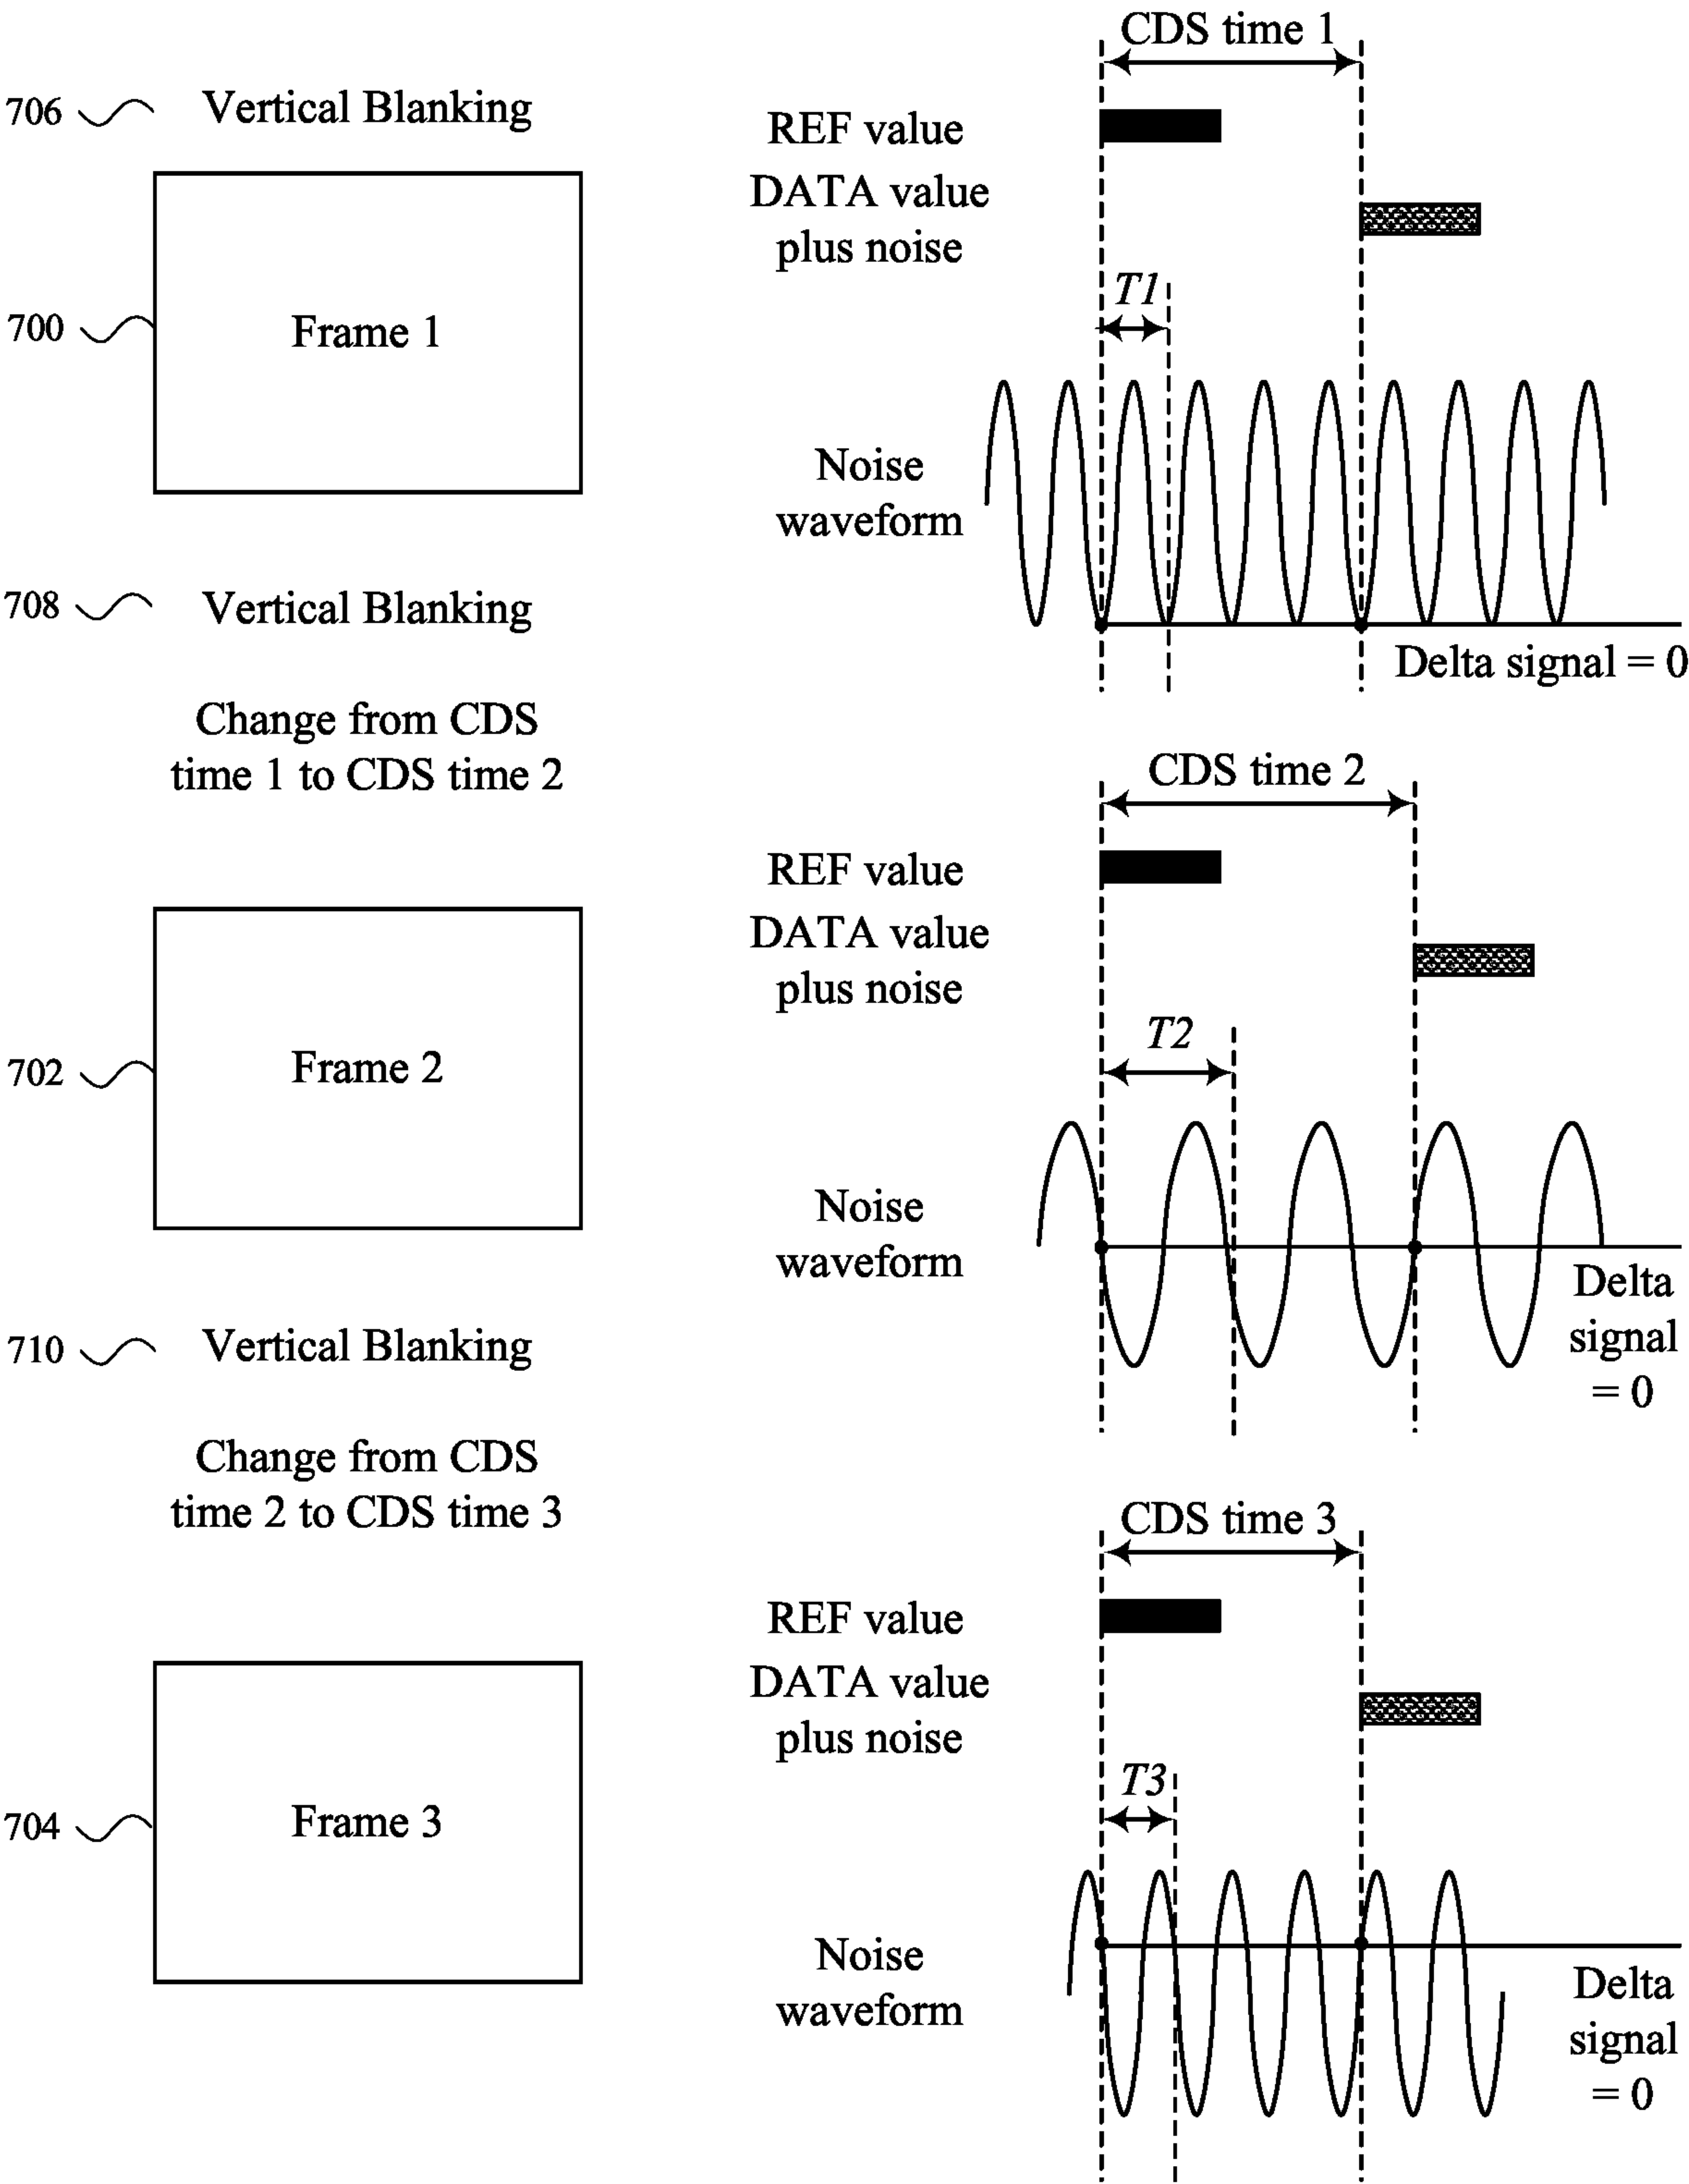 CDS time 1
706 Vertical Blanking
REF value
DATA value
plus noise
T1
700 Frame 1
Noise
waveform
708 Vertical Blanking
Delta signal = 0
Change from CDS
time 1 to CDS time 2
CDS time 2
REF value
DATA value
plus noise
T2
702 Frame 2
Noise
waveform
Delta
signal
= 0
710 Vertical Blanking
Change from CDS
time 2 to CDS time 3
CDS time 3
REF value
DATA value
plus noise
T3
704 Frame 3
Noise
waveform
Delta
signal
= 0